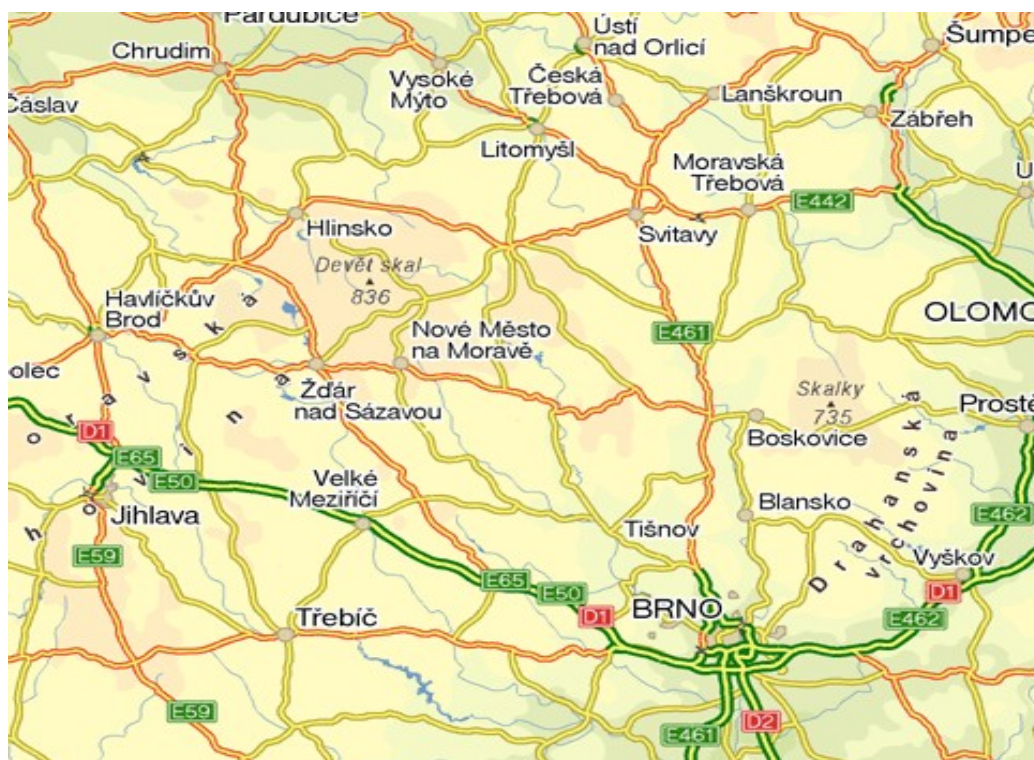 Pardubice
Ústí
nad Orlicí
Šumpe
Chrudim
Vysoké
Mýto
Česká
Třebová
Lanškroun
Čáslav
Zábřeh
Litomyšl
Moravská
Třebová
U
E442
Hlinsko
Svitavy
Devět skal
836
Havlíčkův
Brod
OLOMO
Nové Město
na Moravě
E461
olec
Žďár
nad Sázavou
Skalky
735
Prostě
D1
Boskovice
E65
E50
Velké
Meziříčí
Blansko
Drahanská
vrchovina
Jihlava
Tišnov
E462
E59
Vyškov
E65
E50
D1
BRNO
D1
E462
Třebíč
E59
E461
D2